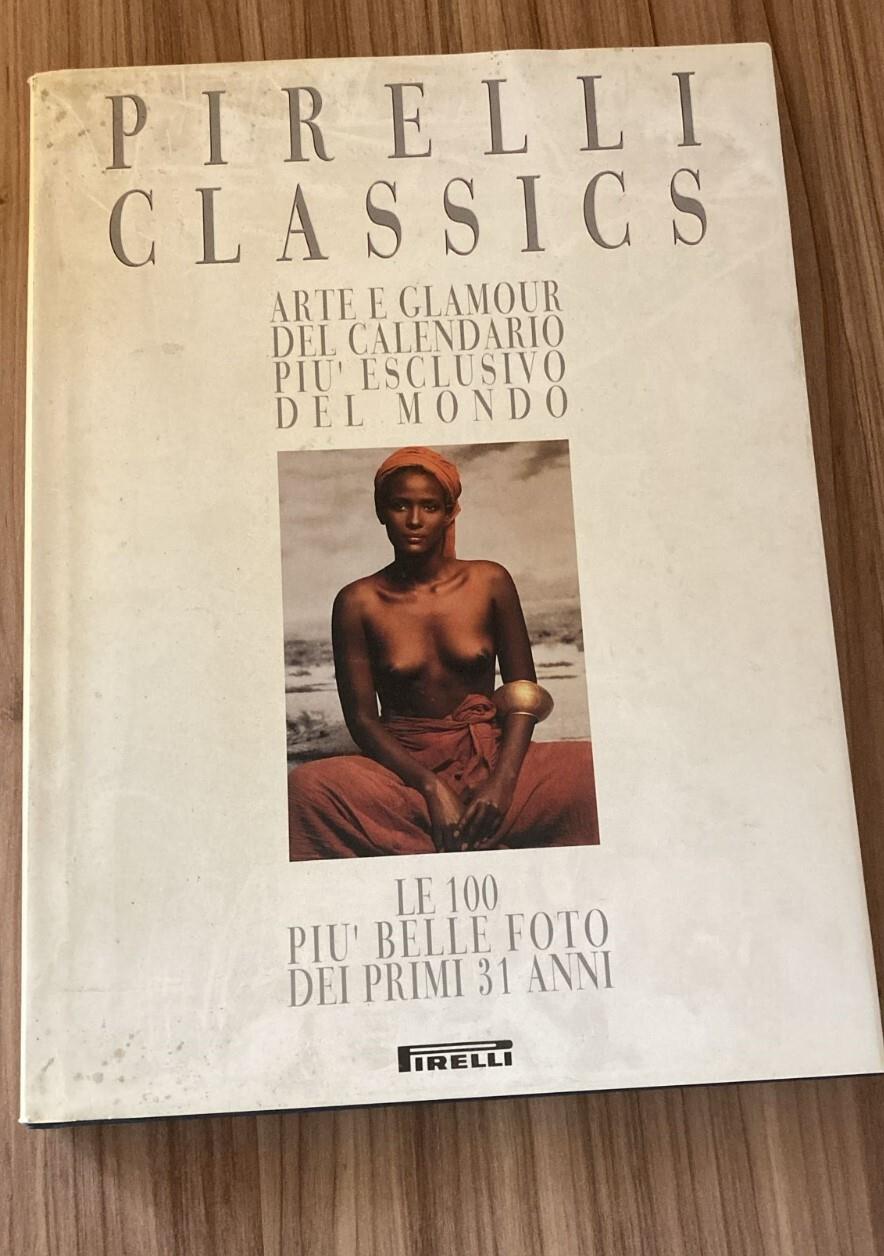 PIRELLI
CLASSICS
ARTE E GLAMOUR
DEL CALENDARIO
PIU' ESCLUSIVO
DEL MONDO
LE 100
PIU' BELLE FOTO
DEI PRIMI 31 ANNI
PIRELLI